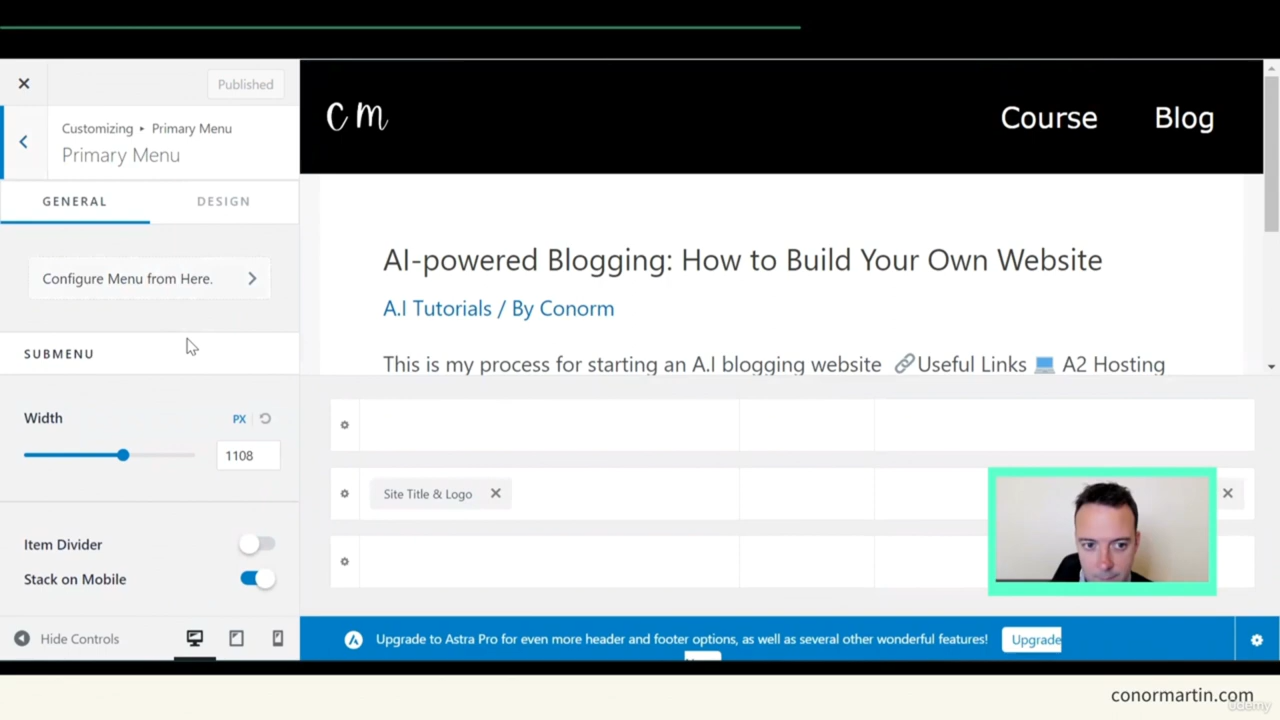 Published
Customizing ▸ Primary Menu
Primary Menu
GENERAL
DESIGN
Configure Menu from Here.
SUBMENU
Width
PX
1108
Item Divider
Stack on Mobile
Hide Controls
cm
Course
Blog
AI-powered Blogging: How to Build Your Own Website
A.I Tutorials / By Conorm
This is my process for starting an A.I blogging website 🔗Useful Links 💻 A2 Hosting
Site Title & Logo
Upgrade to Astra Pro for even more header and footer options, as well as several other wonderful features!
Upgrade
conormartin.com
udemy